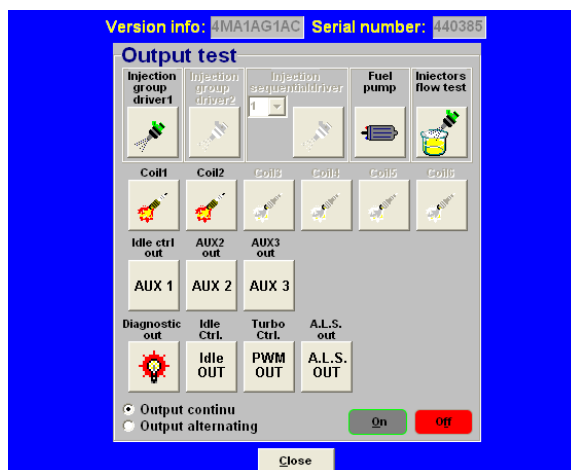 Version info: 4MA1AG1AC Serial number: 440385
Output test
Injection group driver1
Injection group driver2
Injection sequentialdriver
1
Fuel pump
Injectors flow test
Coil1 Coil2 Coil3 Coil4 Coil5 Coil6
Idle ctrl out
AUX2 out
AUX3 out
AUX 1 AUX 2 AUX 3
Diagnostic out
Idle Ctrl.
Turbo Ctrl.
A.L.S. out
Idle OUT
PWM OUT
A.L.S. OUT
Output continu
Output alternating
On Off
Close